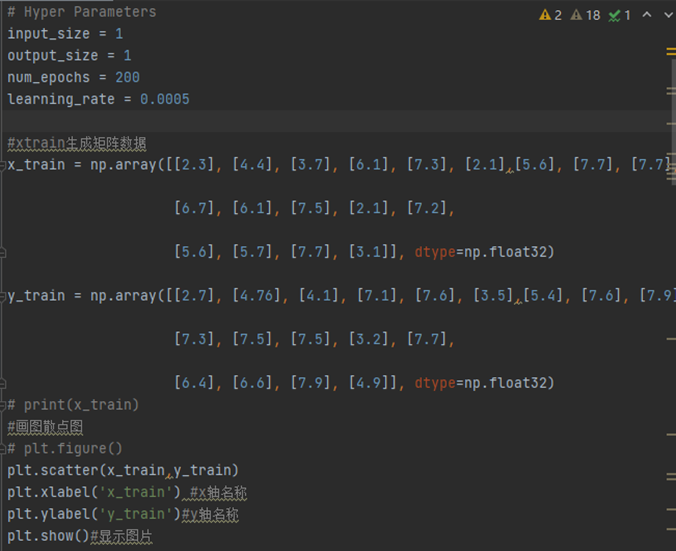 # Hyper Parameters
2 18 1
input_size = 1
output_size = 1
num_epochs = 200
learning_rate = 0.0005
#xtrain生成矩阵数据
x_train = np.array([[2.3], [4.4], [3.7], [6.1], [7.3], [2.1],[5.6], [7.7], [7.7],
[6.7], [6.1], [7.5], [2.1], [7.2],
[5.6], [5.7], [7.7], [3.1]], dtype=np.float32)
y_train = np.array([[2.7], [4.76], [4.1], [7.1], [7.6], [3.5],[5.4], [7.6], [7.9]
[7.3], [7.5], [7.5], [3.2], [7.7],
[6.4], [6.6], [7.9], [4.9]], dtype=np.float32)
# print(x_train)
#画图散点图
# plt.figure()
plt.scatter(x_train,y_train)
plt.xlabel('x_train') #x轴名称
plt.ylabel('y_train')#y轴名称
plt.show()#显示图片